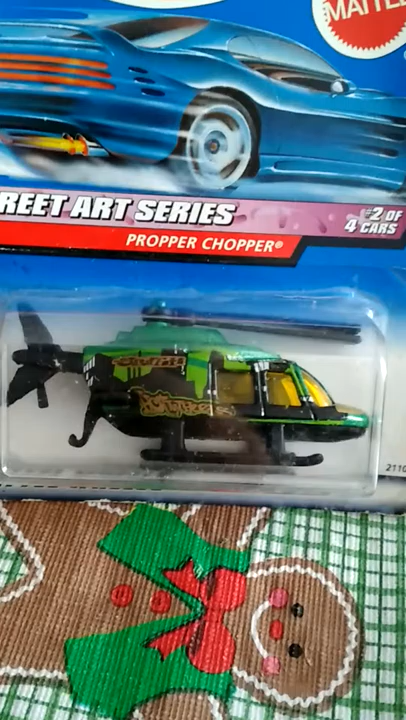 MATTEL
REET ART SERIES
#2 OF
4 CARS
PROPPER CHOPPER®
2110